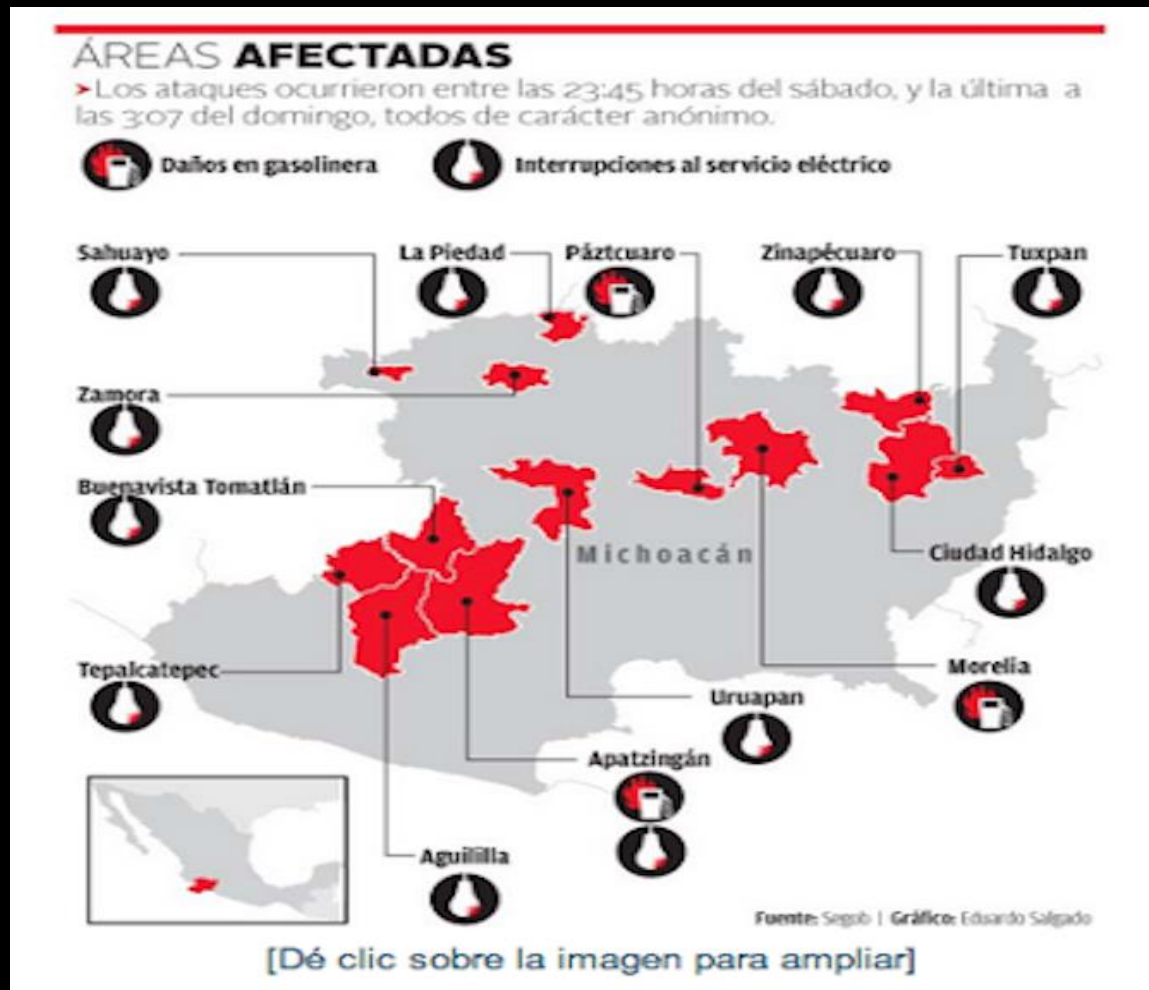 ÁREAS AFECTADAS
➤Los ataques ocurrieron entre las 23:45 horas del sábado, y la última a
las 3:07 del domingo, todos de carácter anónimo.
Daños en gasolinera
Interrupciones al servicio eléctrico
Sahuayo
La Piedad
Páztcuaro
Zinapécuaro
Tuxpan
Zamora
Buenavista Tomatlán
Michoacán
Ciudad Hidalgo
Tepalcatepec
Morelia
Uruapan
Apatzingán
Aguililla
Fuente: Segob | Gráfico: Eduardo Salgado
[Dé clic sobre la imagen para ampliar]